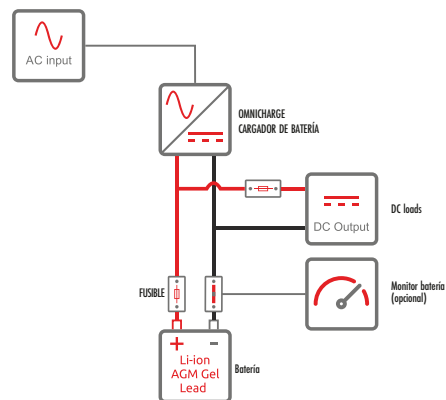 AC input
OMNICHARGE
CARGADOR DE BATERÍA
DC loads
DC Output
FUSIBLE
Monitor batería
(opcional)
+ -
Li-ion
AGM Gel
Lead
Batería